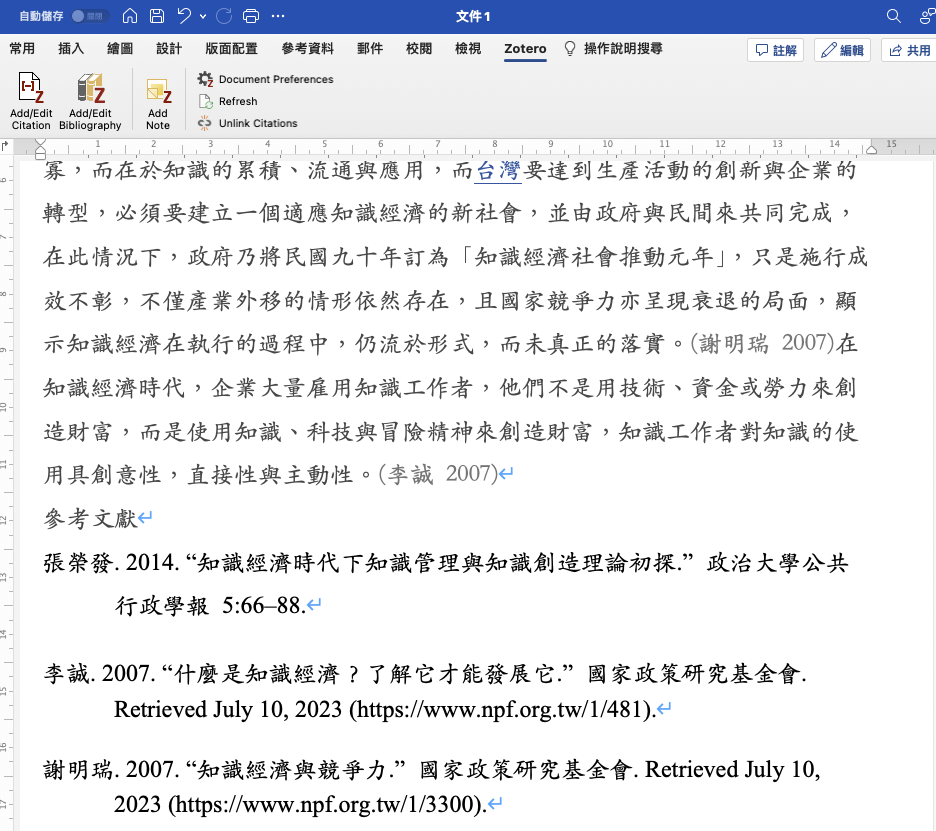 自動儲存 關閉 文件1
常用 插入 繪圖 設計 版面配置 參考資料 郵件 校閱 檢視 Zotero 操作說明搜尋 註解 編輯 共用
Add/Edit Citation
Add/Edit Bibliography
Add Note
Document Preferences
Refresh
Unlink Citations
1 2 3 4 5 6 7 8 9 10 11 12 13 14 15
寡，而在於知識的累積、流通與應用，而台灣要達到生產活動的創新與企業的
轉型，必須要建立一個適應知識經濟的新社會，並由政府與民間來共同完成，
在此情況下，政府乃將民國九十年訂為「知識經濟社會推動元年」，只是施行成
效不彰，不僅產業外移的情形依然存在，且國家競爭力亦呈現衰退的局面，顯
示知識經濟在執行的過程中，仍流於形式，而未真正的落實。(謝明瑞 2007)在
知識經濟時代，企業大量雇用知識工作者，他們不是用技術、資金或勞力來創
造財富，而是使用知識、科技與冒險精神來創造財富，知識工作者對知識的使
用具創意性，直接性與主動性。(李誠 2007)
參考文獻
張榮發. 2014. “知識經濟時代下知識管理與知識創造理論初探.” 政治大學公共
行政學報 5:66–88.
李誠. 2007. “什麼是知識經濟？了解它才能發展它.” 國家政策研究基金會.
Retrieved July 10, 2023 (https://www.npf.org.tw/1/481).
謝明瑞. 2007. “知識經濟與競爭力.” 國家政策研究基金會. Retrieved July 10,
2023 (https://www.npf.org.tw/1/3300).